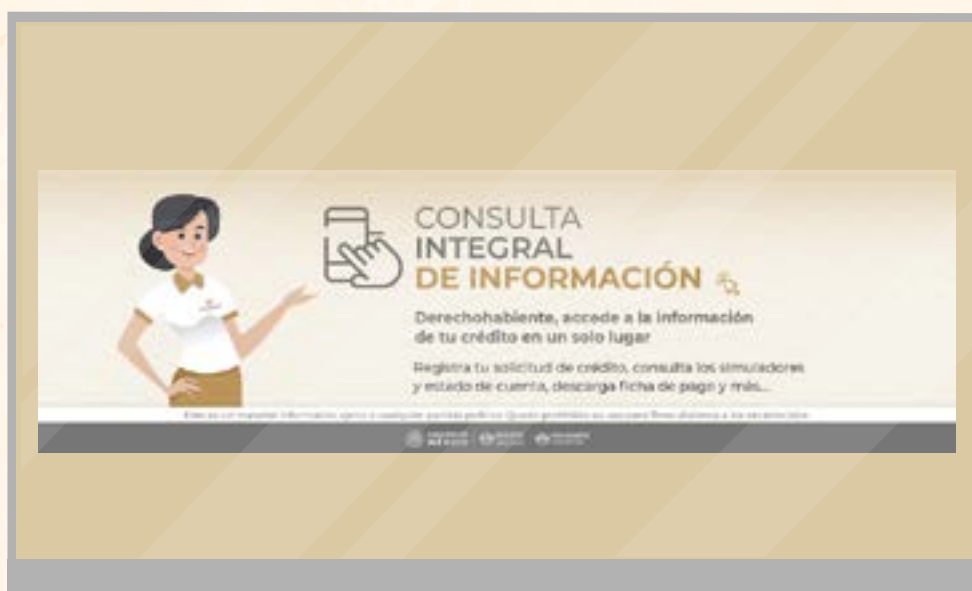 CONSULTA
INTEGRAL
DE INFORMACIÓN
Derechohabiente, accede a la información
de tu crédito en un solo lugar
Registra tu solicitud de crédito, consulta los simuladores
y estado de cuenta, descarga ficha de pago y más...
MÉXICO